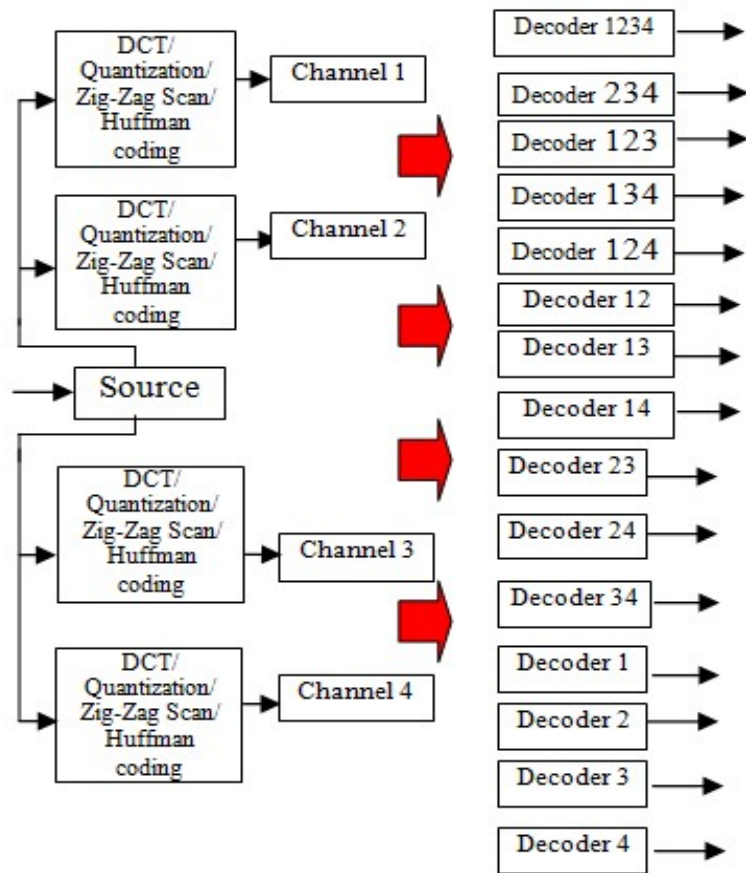 DCT/
Quantization/
Zig-Zag Scan/
Huffman
coding
Channel 1
DCT/
Quantization/
Zig-Zag Scan/
Huffman
coding
Channel 2
Source
DCT/
Quantization/
Zig-Zag Scan/
Huffman
coding
Channel 3
DCT/
Quantization/
Zig-Zag Scan/
Huffman
coding
Channel 4
Decoder 1234
Decoder 234
Decoder 123
Decoder 134
Decoder 124
Decoder 12
Decoder 13
Decoder 14
Decoder 23
Decoder 24
Decoder 34
Decoder 1
Decoder 2
Decoder 3
Decoder 4